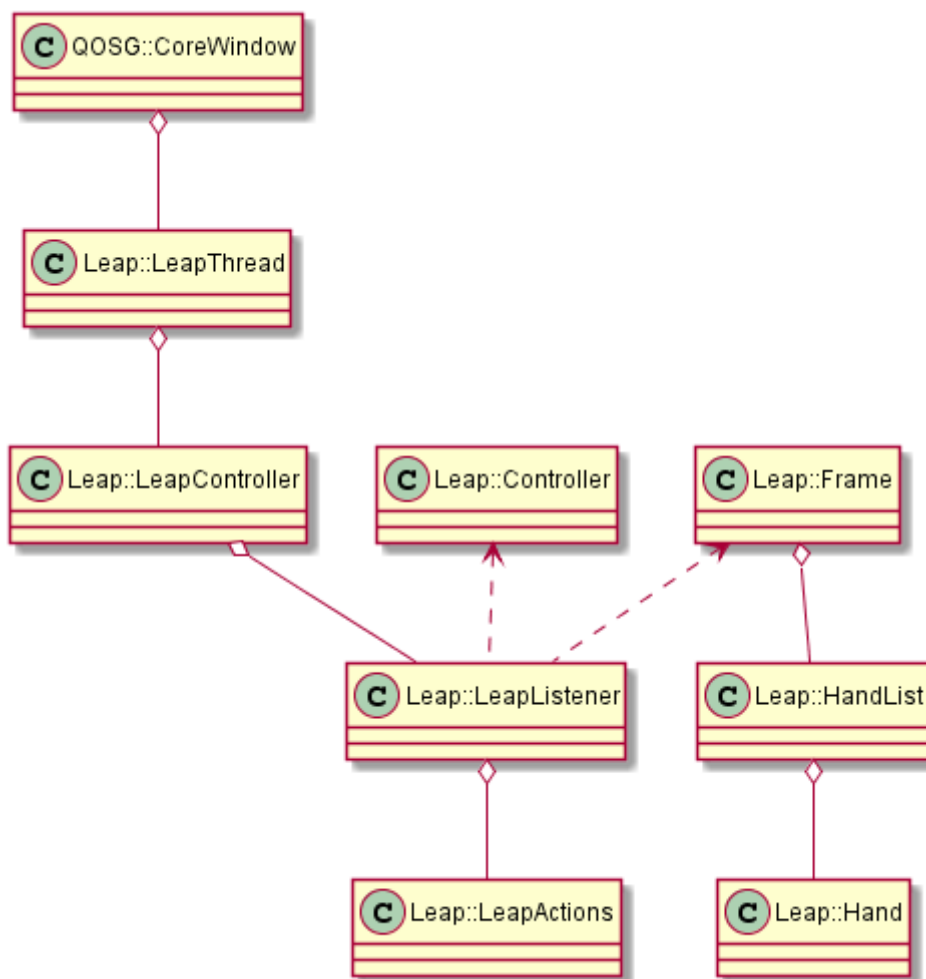 C QOSG::CoreWindow
C Leap::LeapThread
C Leap::LeapController
C Leap::Controller
C Leap::Frame
C Leap::LeapListener
C Leap::HandList
C Leap::LeapActions
C Leap::Hand